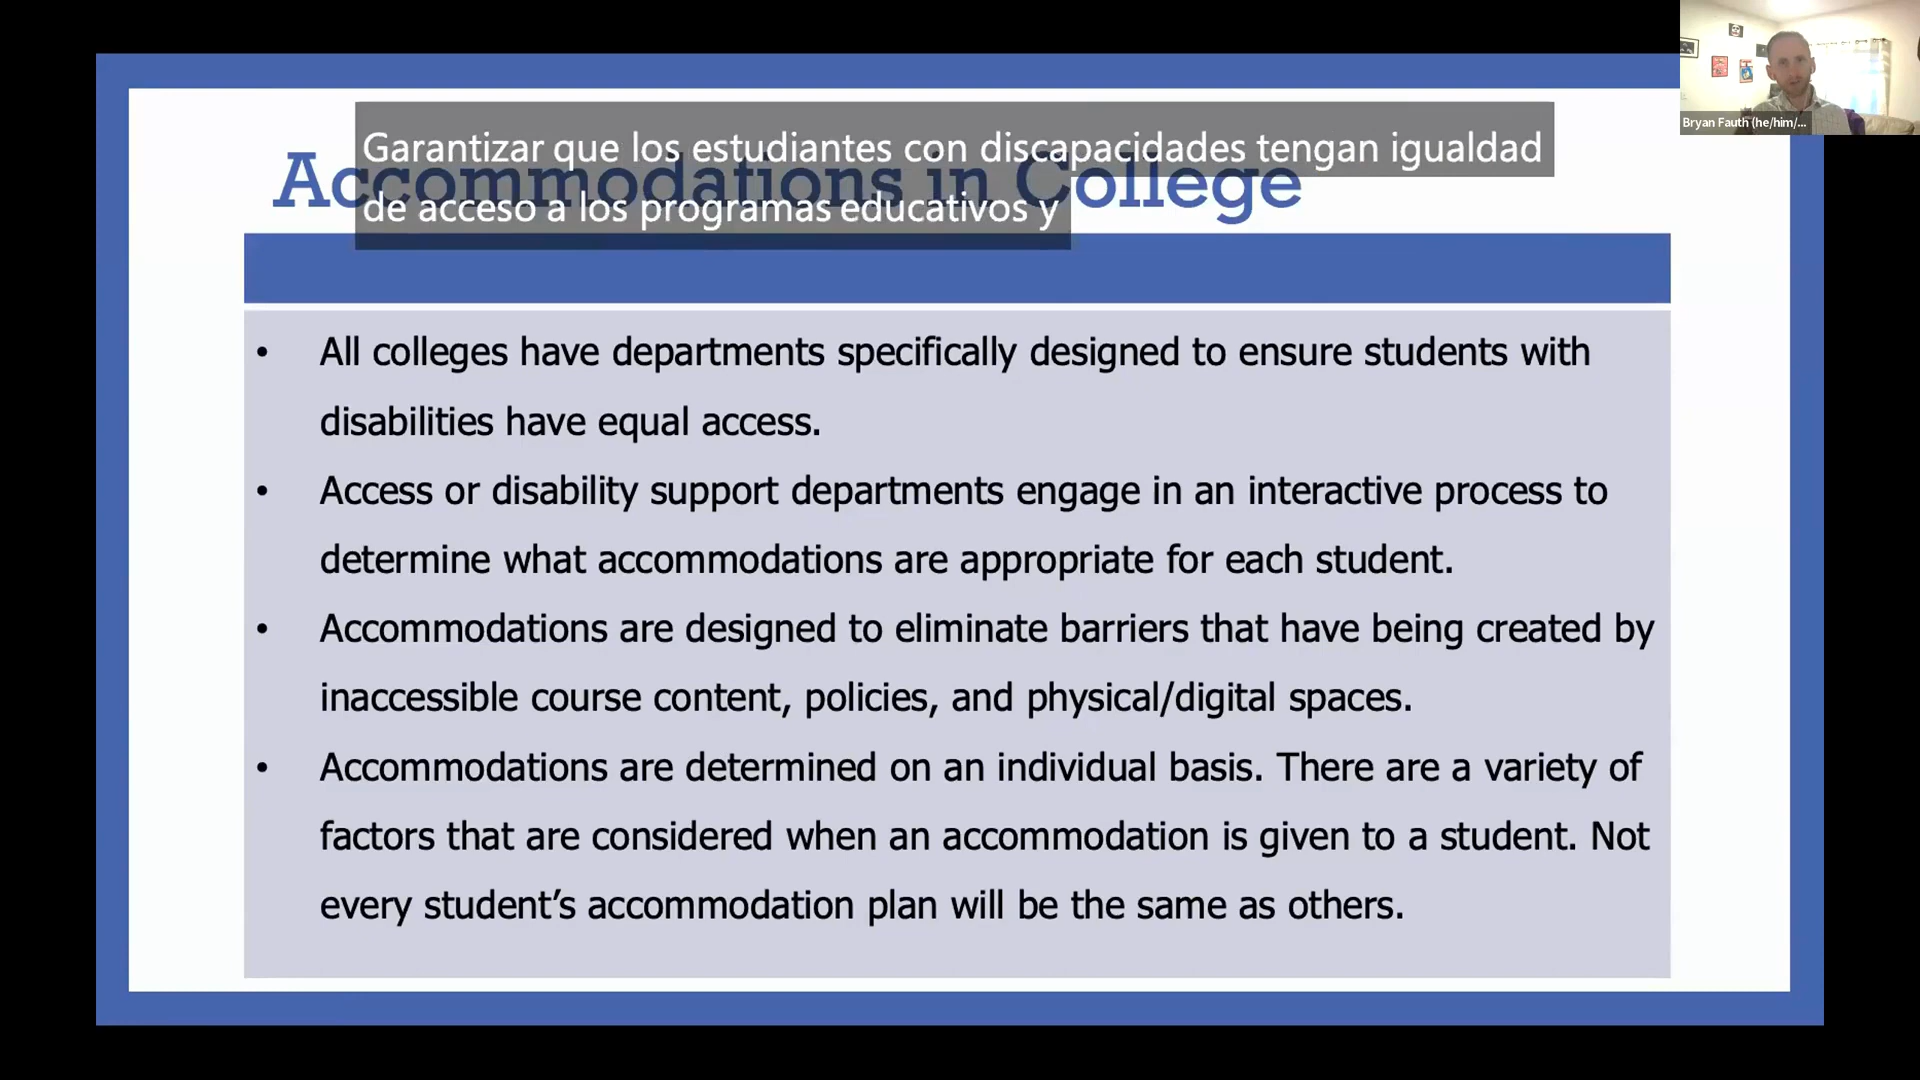 Garantizar que los estudiantes con discapacidades tengan igualdad
de acceso a los programas educativos y
Accommodations in College
• All colleges have departments specifically designed to ensure students with
disabilities have equal access.
• Access or disability support departments engage in an interactive process to
determine what accommodations are appropriate for each student.
• Accommodations are designed to eliminate barriers that have being created by
inaccessible course content, policies, and physical/digital spaces.
• Accommodations are determined on an individual basis. There are a variety of
factors that are considered when an accommodation is given to a student. Not
every student’s accommodation plan will be the same as others.
Bryan Fauth (he/him/...